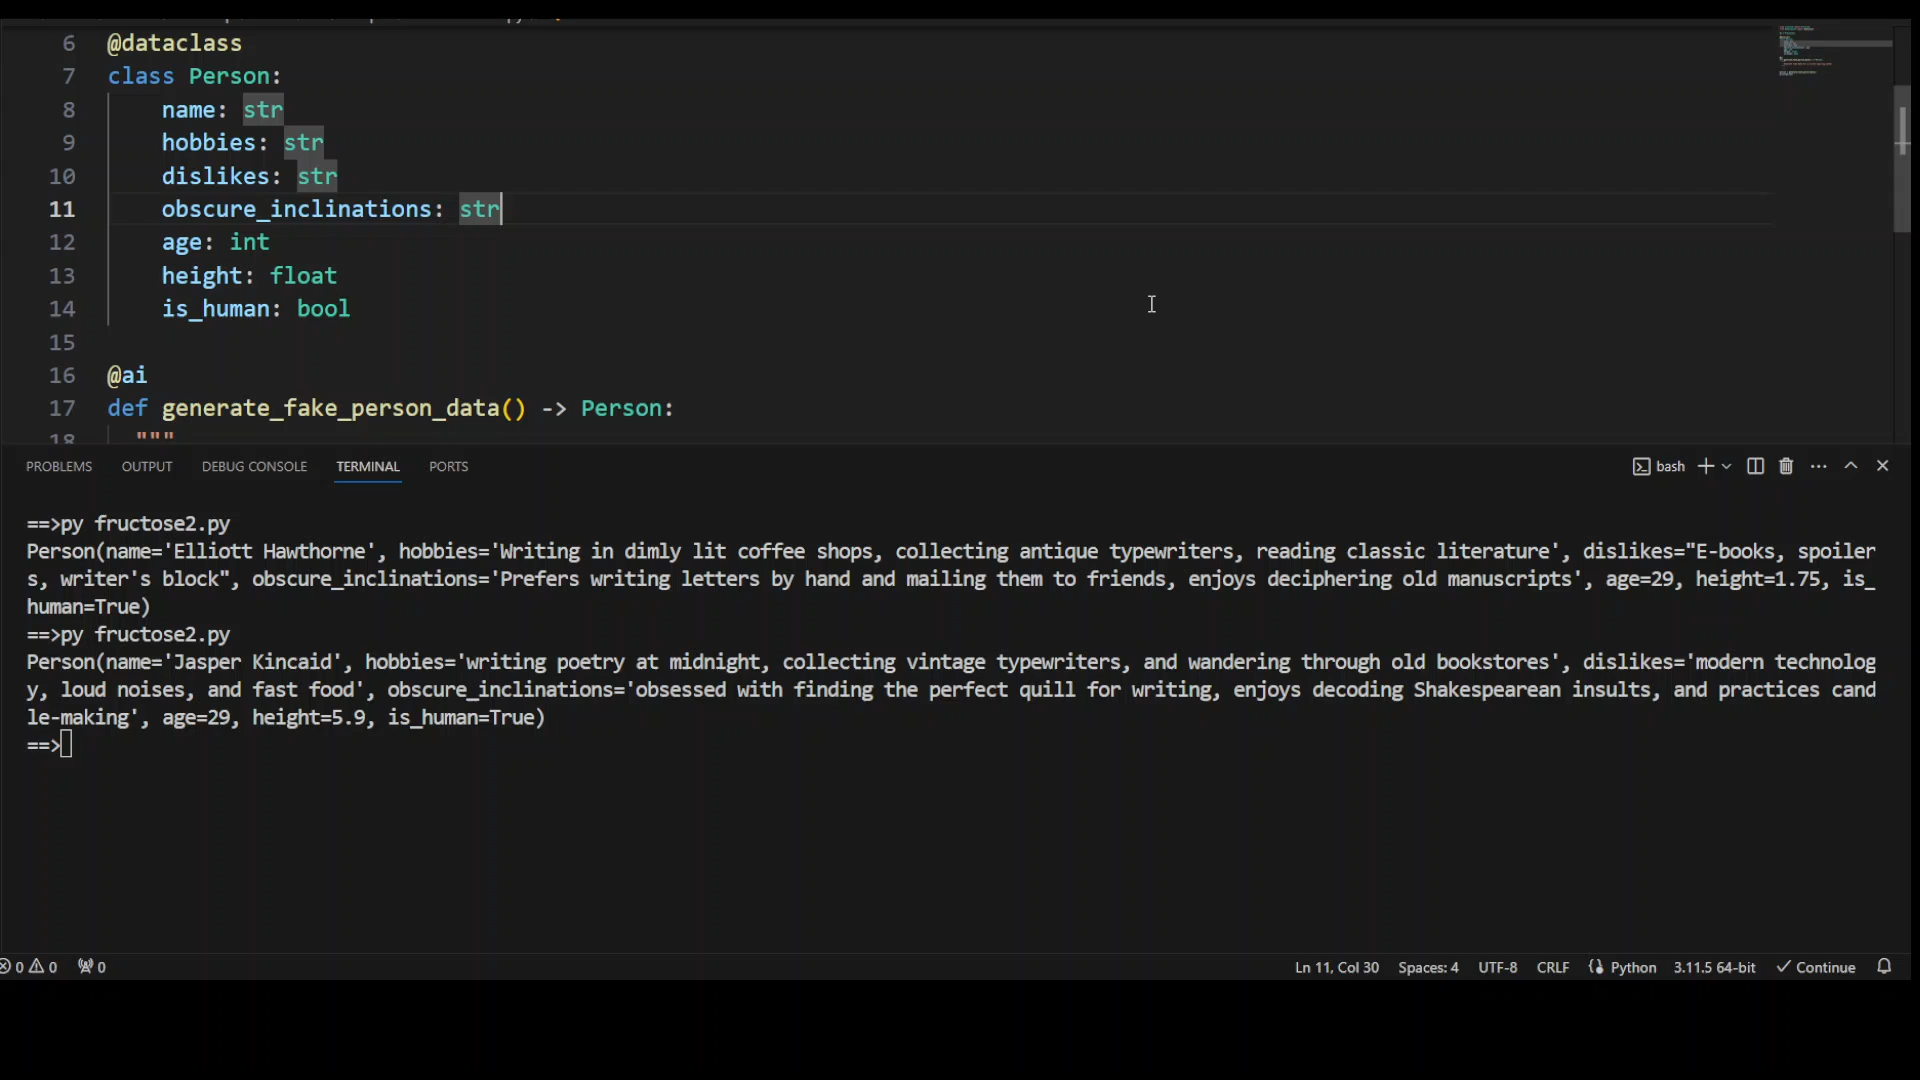 6 @dataclass
7 class Person:
8 name: str
9 hobbies: str
10 dislikes: str
11 obscure_inclinations: str
12 age: int
13 height: float
14 is_human: bool
15
16 @ai
17 def generate_fake_person_data() -> Person:
18 """
PROBLEMS OUTPUT DEBUG CONSOLE TERMINAL PORTS bash
==>py fructose2.py
Person(name='Elliott Hawthorne', hobbies='Writing in dimly lit coffee shops, collecting antique typewriters, reading classic literature', dislikes="E-books, spoiler
s, writer's block", obscure_inclinations='Prefers writing letters by hand and mailing them to friends, enjoys deciphering old manuscripts', age=29, height=1.75, is_
human=True)
==>py fructose2.py
Person(name='Jasper Kincaid', hobbies='writing poetry at midnight, collecting vintage typewriters, and wandering through old bookstores', dislikes='modern technolog
y, loud noises, and fast food', obscure_inclinations='obsessed with finding the perfect quill for writing, enjoys decoding Shakespearean insults, and practices cand
le-making', age=29, height=5.9, is_human=True)
==>
0 0 0 Ln 11, Col 30 Spaces: 4 UTF-8 CRLF Python 3.11.5 64-bit Continue